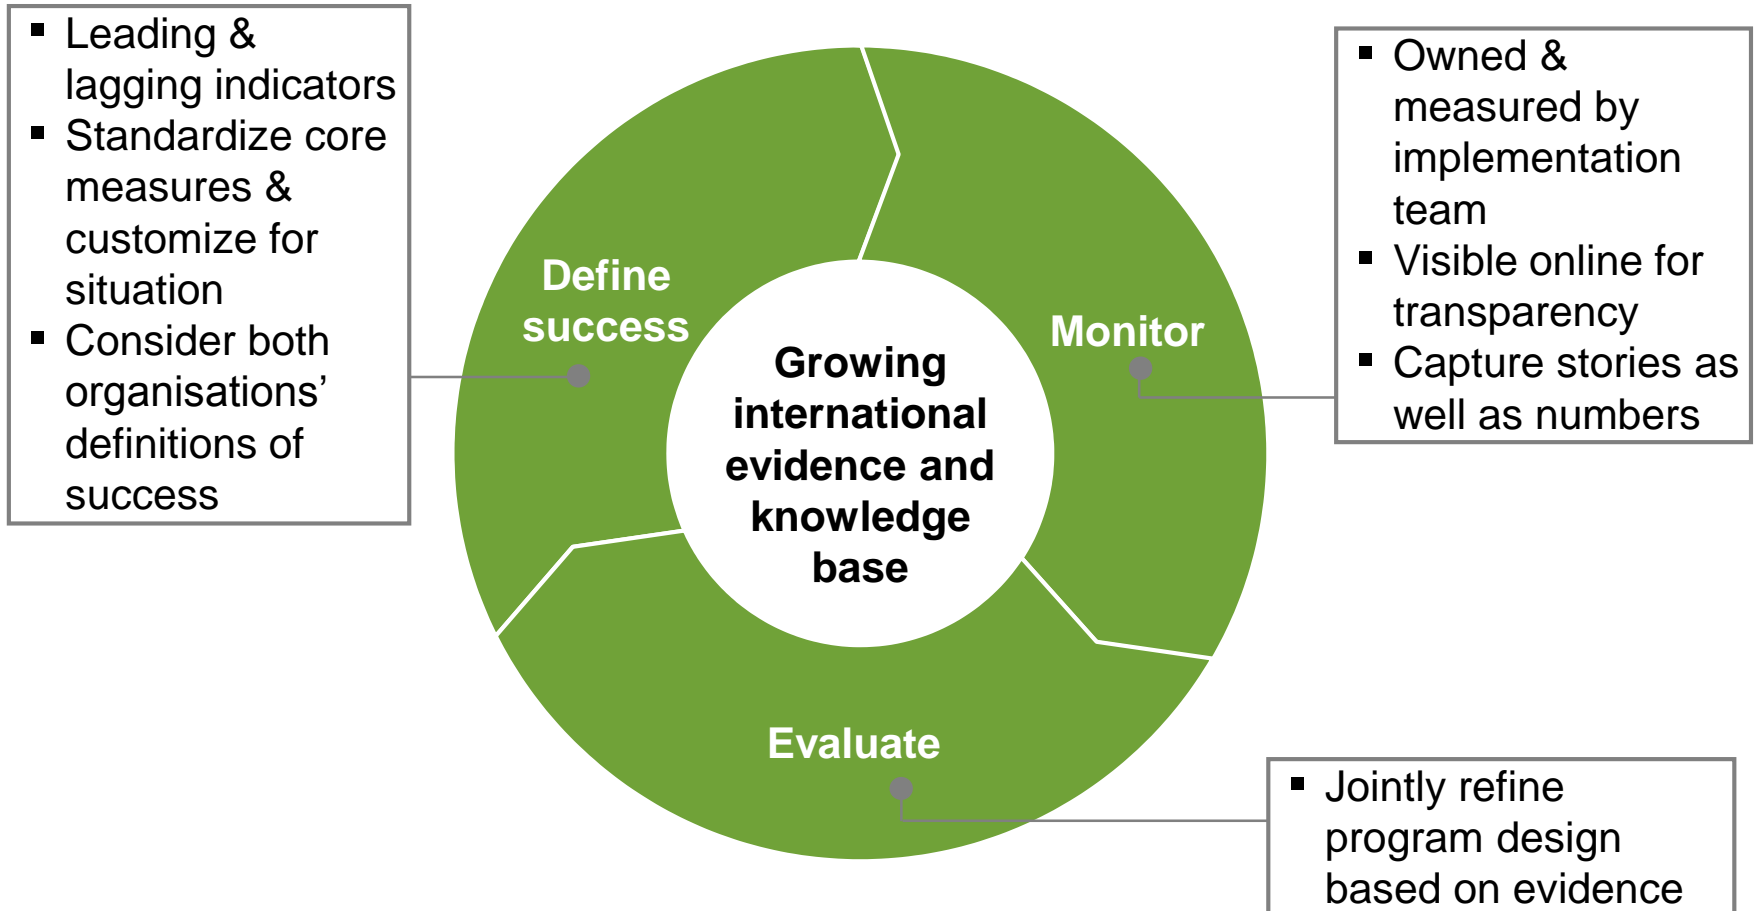 ▪ Leading &
lagging indicators
▪ Standardize core
measures &
customize for
situation
▪ Consider both
organisations’
definitions of
success
Define
success
Monitor
Growing
international
evidence and
knowledge
base
Evaluate
▪ Owned &
measured by
implementation
team
▪ Visible online for
transparency
▪ Capture stories as
well as numbers
▪ Jointly refine
program design
based on evidence